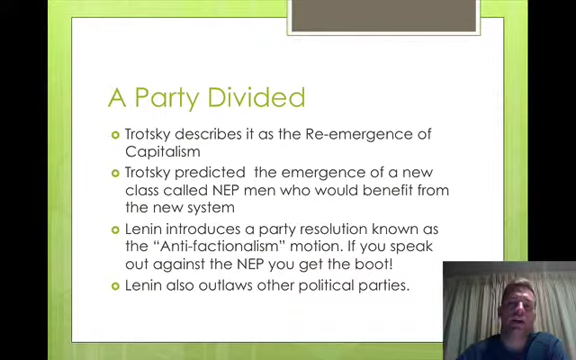 A Party Divided
Trotsky describes it as the Re-emergence of
Capitalism
Trotsky predicted the emergence of a new
class called NEP men who would benefit from
the new system
Lenin introduces a party resolution known as
the “Anti-factionalism” motion. If you speak
out against the NEP you get the boot!
Lenin also outlaws other political parties.